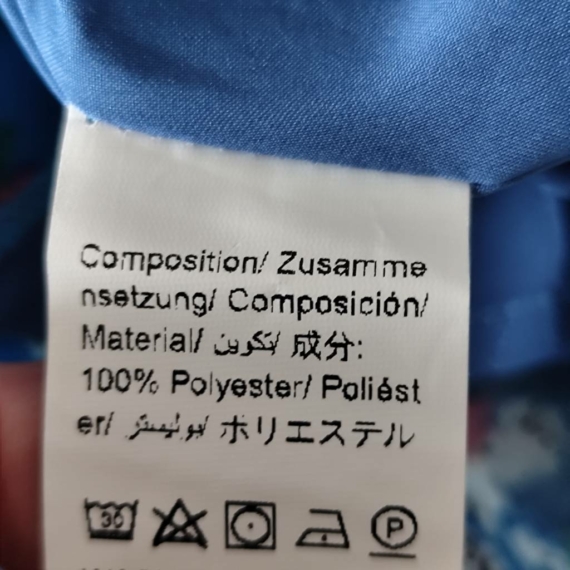 Composition/ Zusamme
nsetzung/ Composición/
Material/ تكوين/ 成分:
100% Polyester/ Poliést
er/ بوليستر/ ポリエステル
30
P